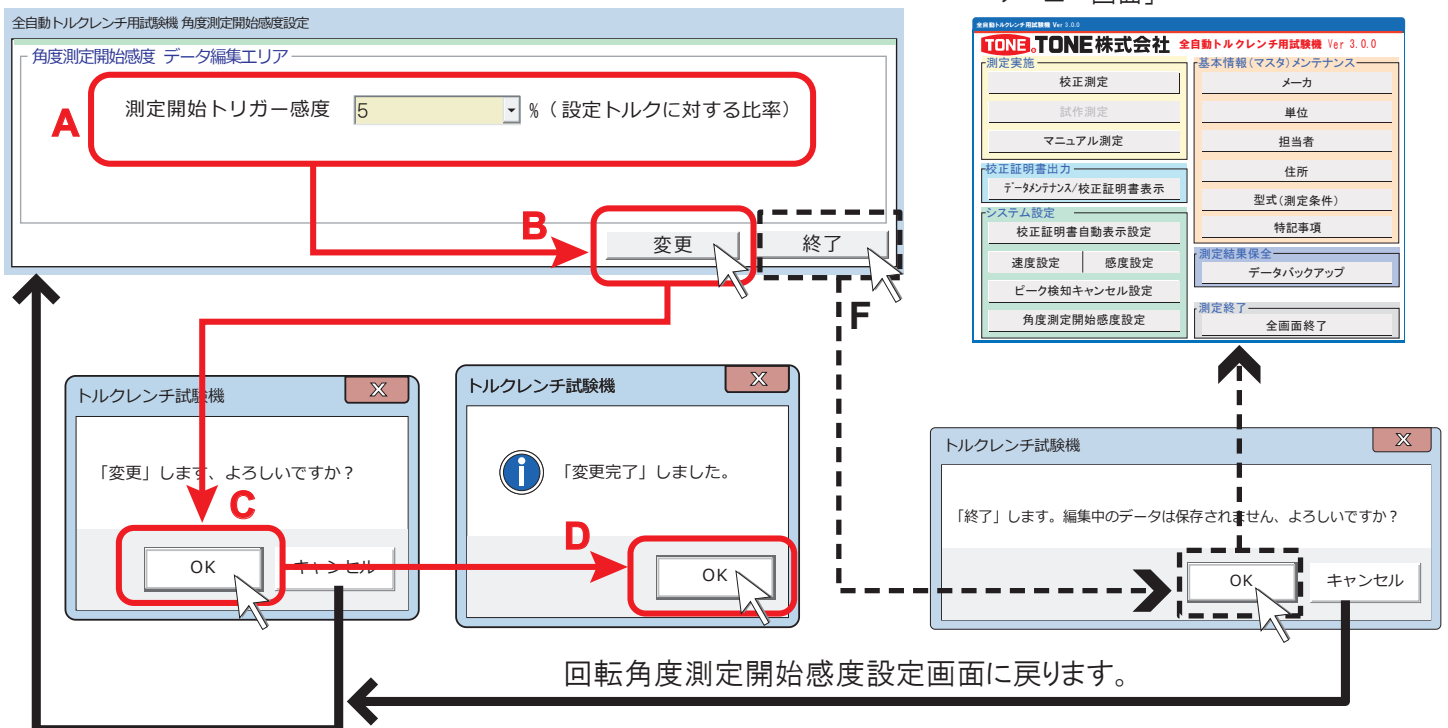 全自動トルクレンチ用試験機 角度測定開始感度設定
角度測定開始感度 データ編集エリア
A
測定開始トリガー感度 5 %（設定トルクに対する比率）
B
変更
終了
F
トルクレンチ試験機
X
「変更」します、よろしいですか？
C
OK
キャンセル
トルクレンチ試験機
X
「変更完了」しました。
D
OK
全自動トルクレンチ用試験機 Ver 3.0.0
TONE。TONE株式会社 全自動トルクレンチ用試験機 Ver 3.0.0
測定実施
校正測定
試作測定
マニュアル測定
校正証明書出力
データメンテナンス/校正証明書表示
システム設定
校正証明書自動表示設定
速度設定
感度設定
ピーク検知キャンセル設定
角度測定開始感度設定
基本情報(マスタ)メンテナンス
メーカ
単位
担当者
住所
型式(測定条件)
特記事項
測定結果保全
データバックアップ
測定終了
全画面終了
トルクレンチ試験機
X
「終了」します。編集中のデータは保存されません、よろしいですか？
OK
キャンセル
回転角度測定開始感度設定画面に戻ります。